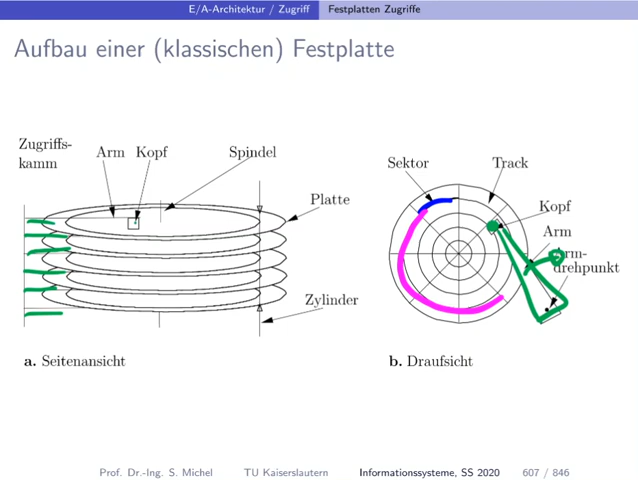 E/A-Architektur / Zugriff Festplatten Zugriffe
Aufbau einer (klassischen) Festplatte
Zugriffs-
kamm
Arm Kopf Spindel
Platte
Zylinder
a. Seitenansicht
Sektor Track
Kopf
Arm
Arm-
drehpunkt
b. Draufsicht
Prof. Dr.-Ing. S. Michel TU Kaiserslautern Informationssysteme, SS 2020 607 / 846